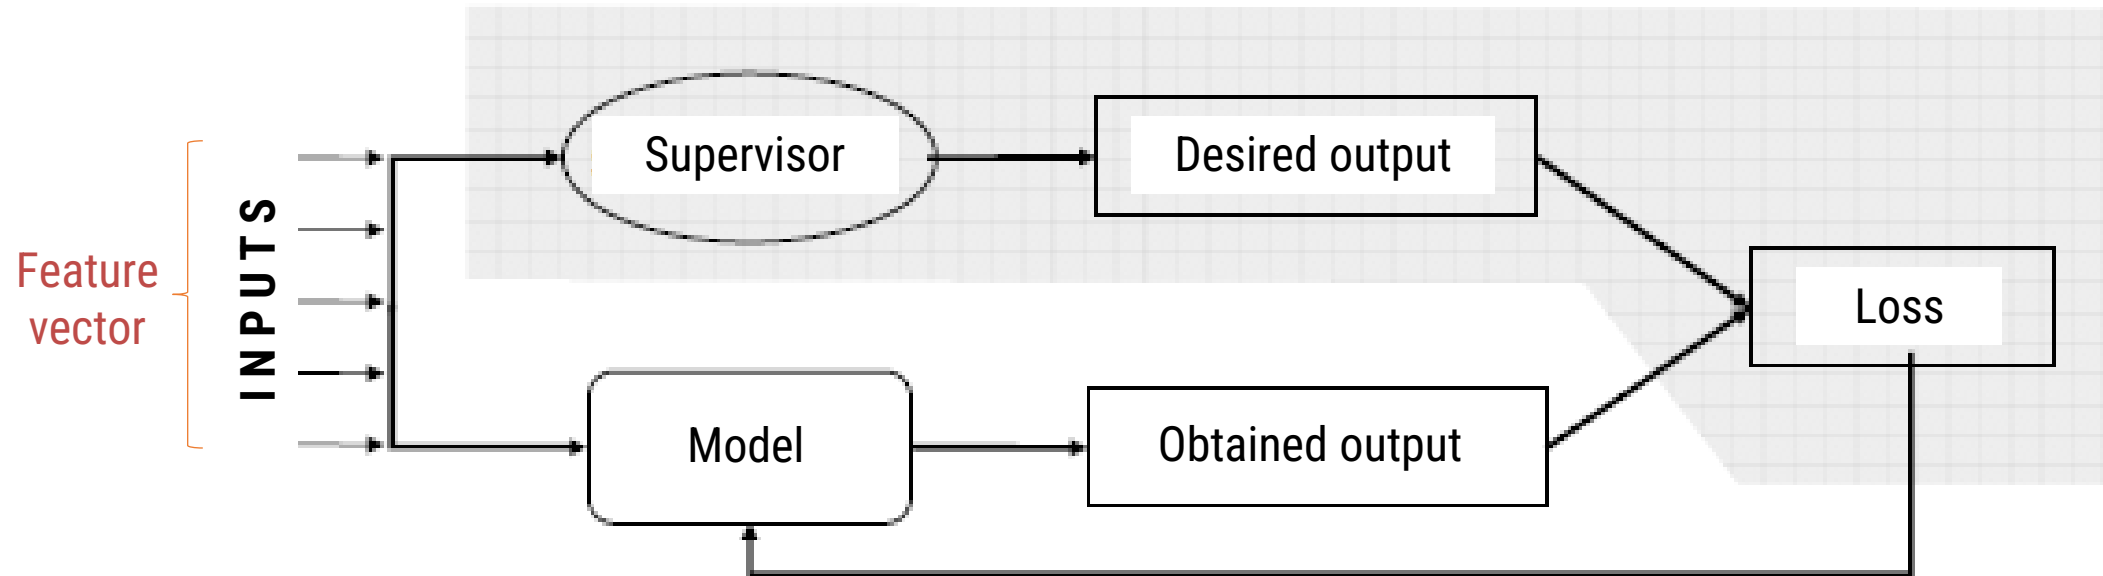 Feature
vector
INPUTS
Supervisor
Desired output
Loss
Model
Obtained output